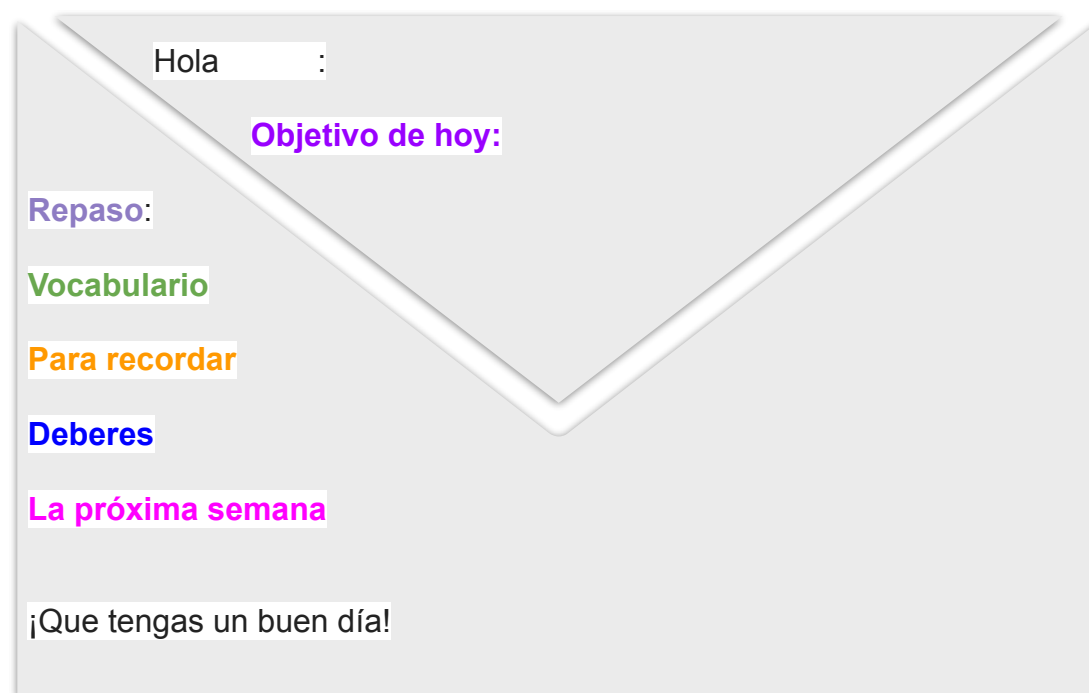 Hola :
Objetivo de hoy:
Repaso:
Vocabulario
Para recordar
Deberes
La próxima semana
¡Que tengas un buen día!